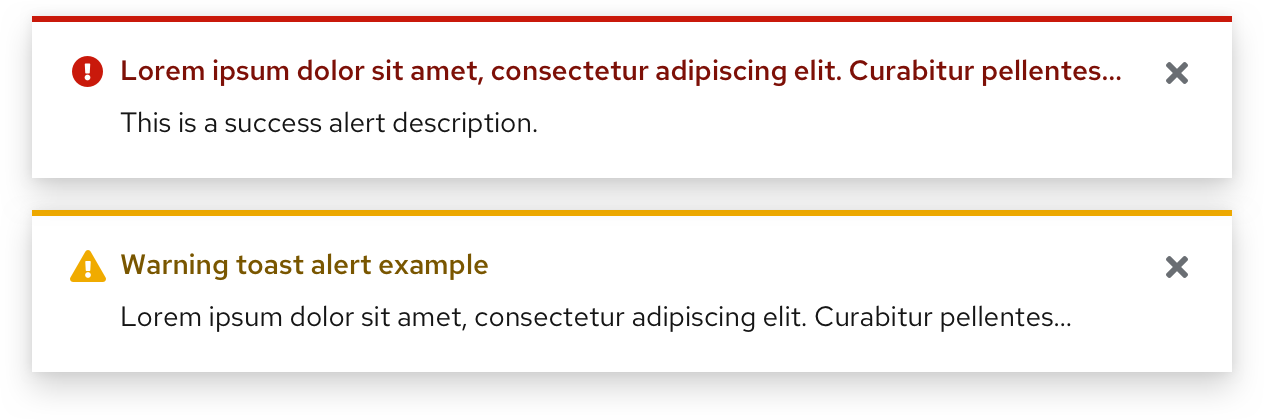 Lorem ipsum dolor sit amet, consectetur adipiscing elit. Curabitur pellentes...
This is a success alert description.
Warning toast alert example
Lorem ipsum dolor sit amet, consectetur adipiscing elit. Curabitur pellentes...